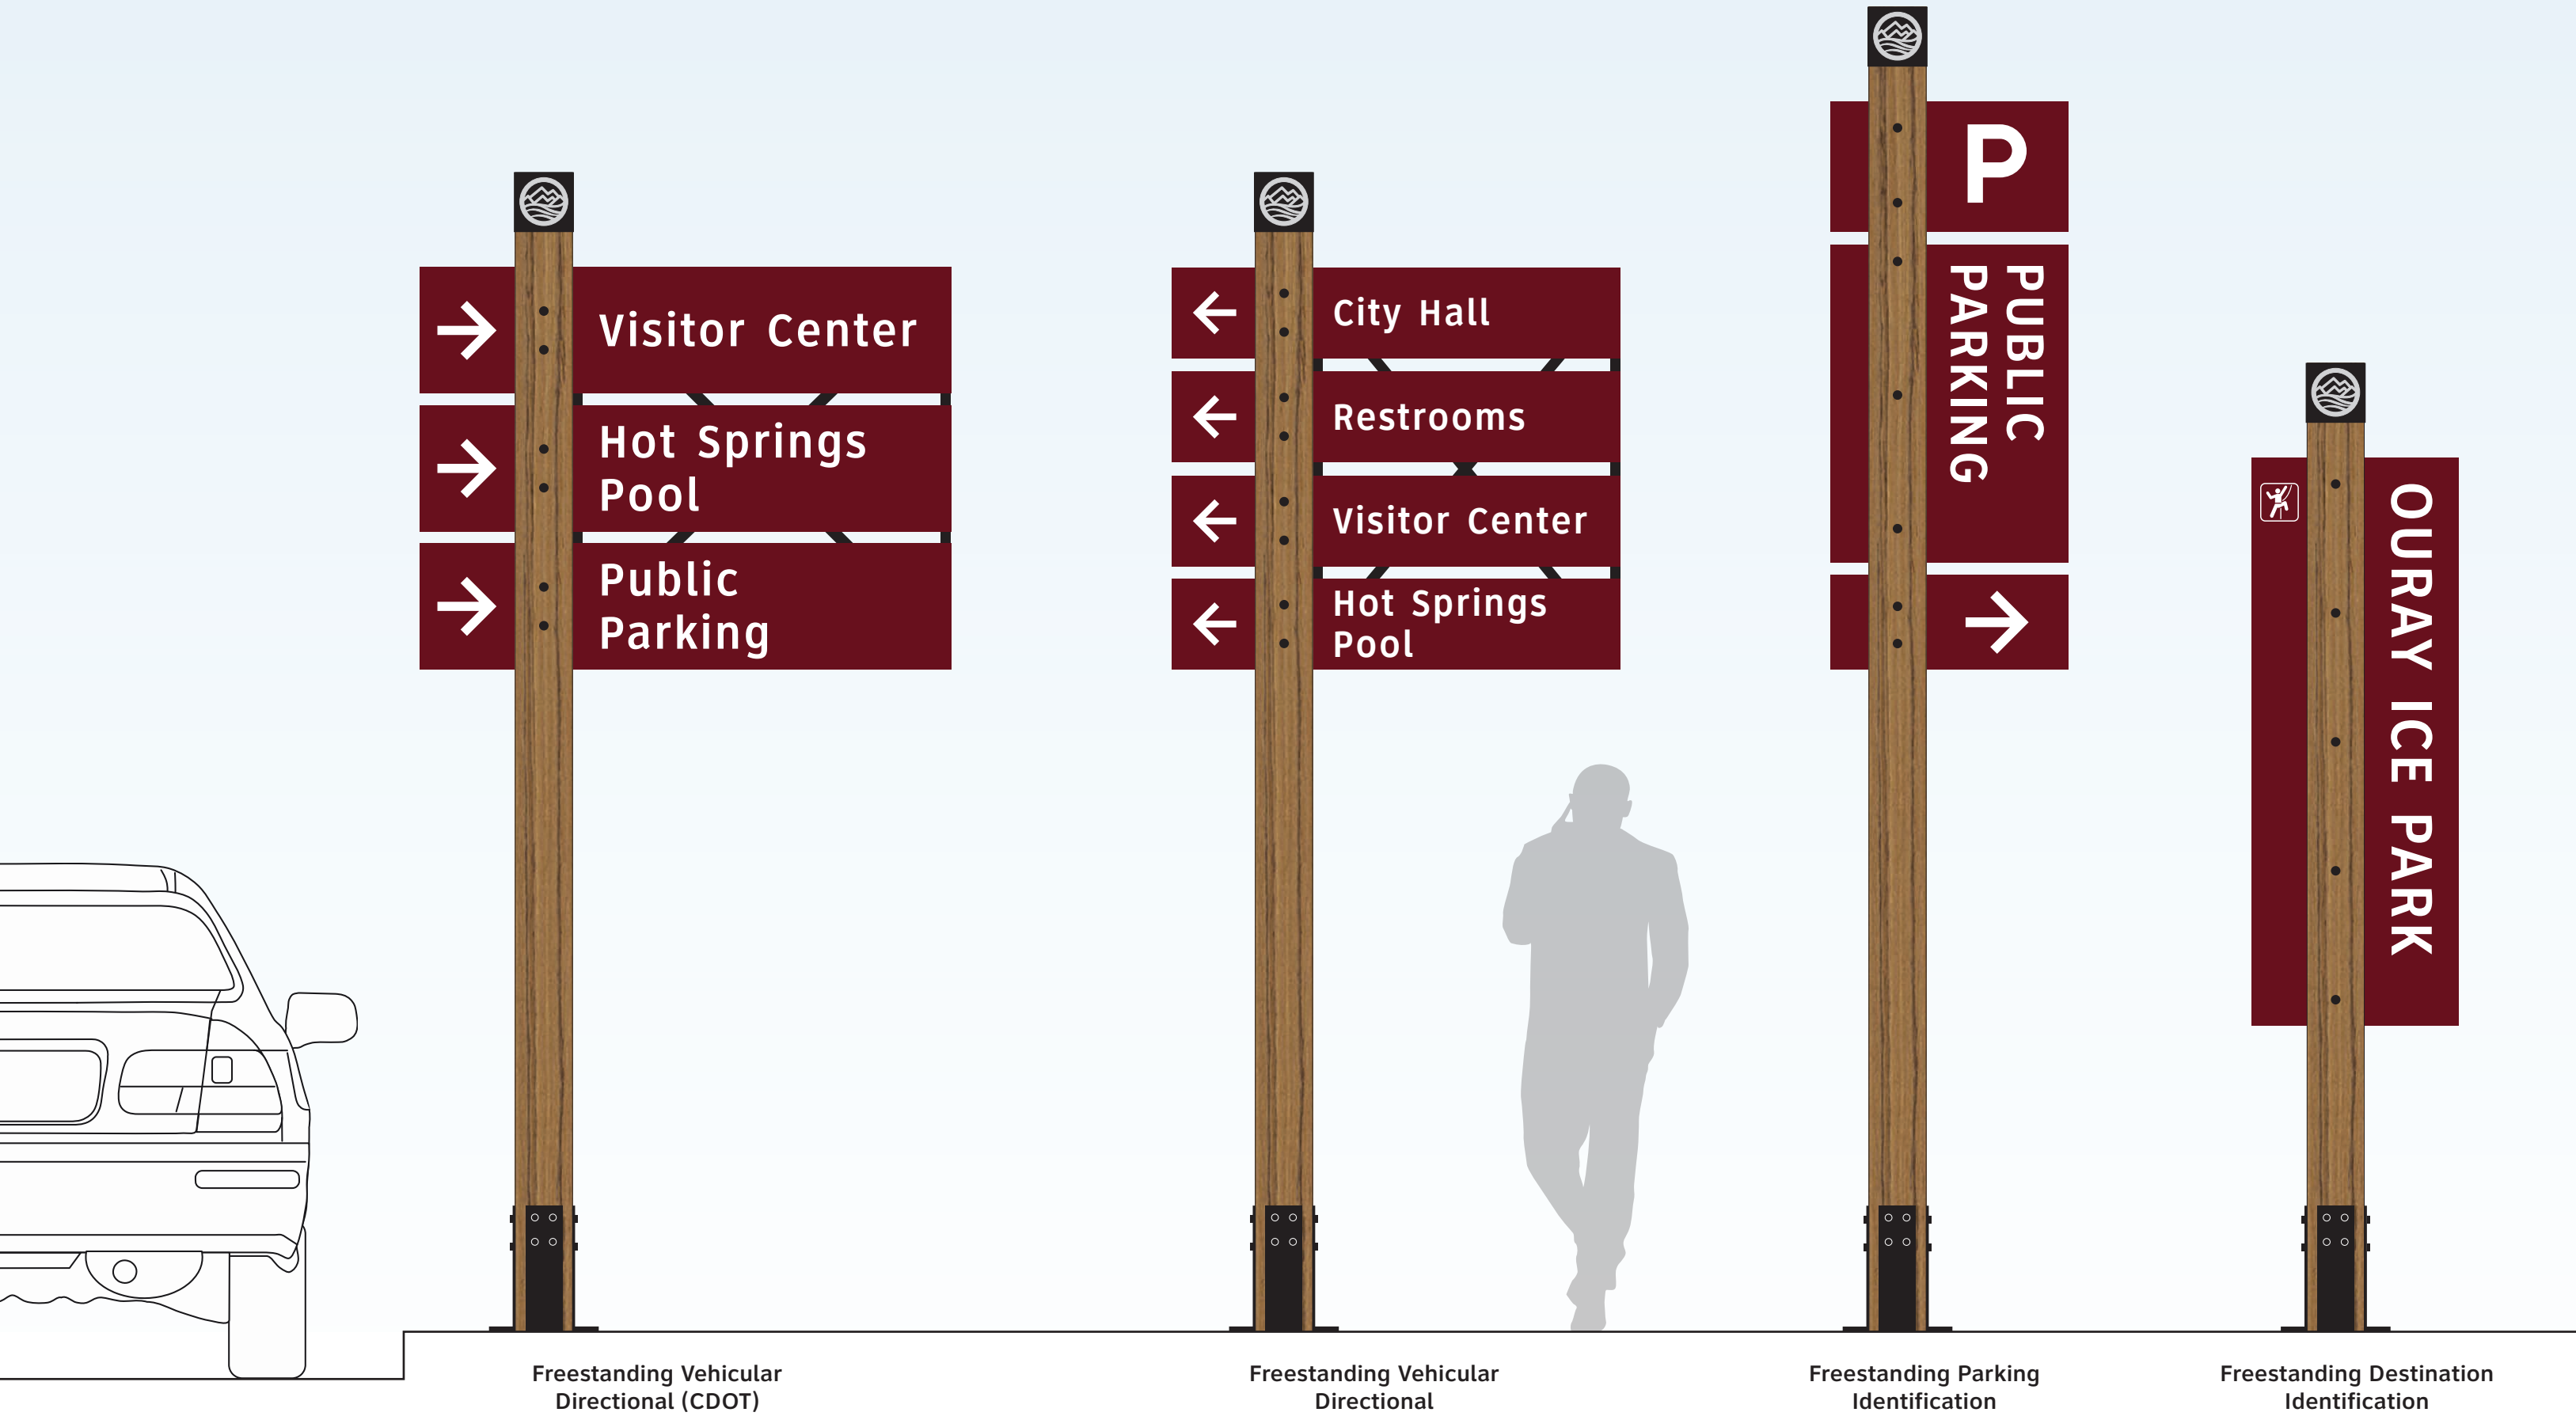 Visitor Center
Hot Springs
Pool
Public
Parking
City Hall
Restrooms
Visitor Center
Hot Springs
Pool
P
PUBLIC
PARKING
OURAY ICE PARK
Freestanding Vehicular
Directional (CDOT)
Freestanding Vehicular
Directional
Freestanding Parking
Identification
Freestanding Destination
Identification